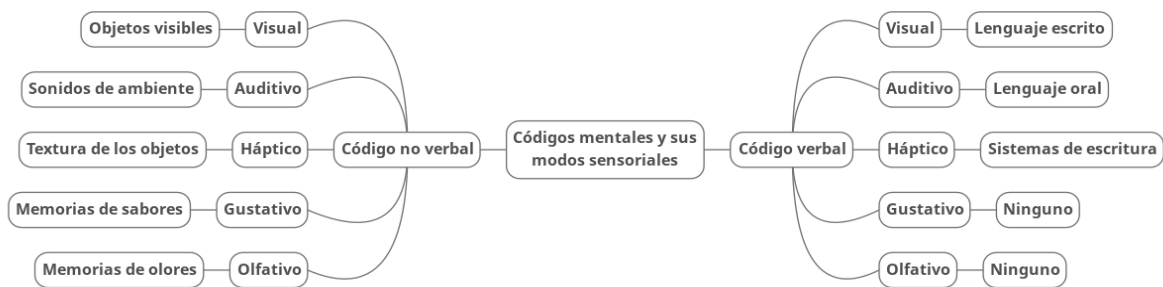 Objetos visibles
Visual
Sonidos de ambiente
Auditivo
Textura de los objetos
Háptico
Código no verbal
Memorias de sabores
Gustativo
Memorias de olores
Olfativo
Códigos mentales y sus
modos sensoriales
Código verbal
Visual
Lenguaje escrito
Auditivo
Lenguaje oral
Háptico
Sistemas de escritura
Gustativo
Ninguno
Olfativo
Ninguno